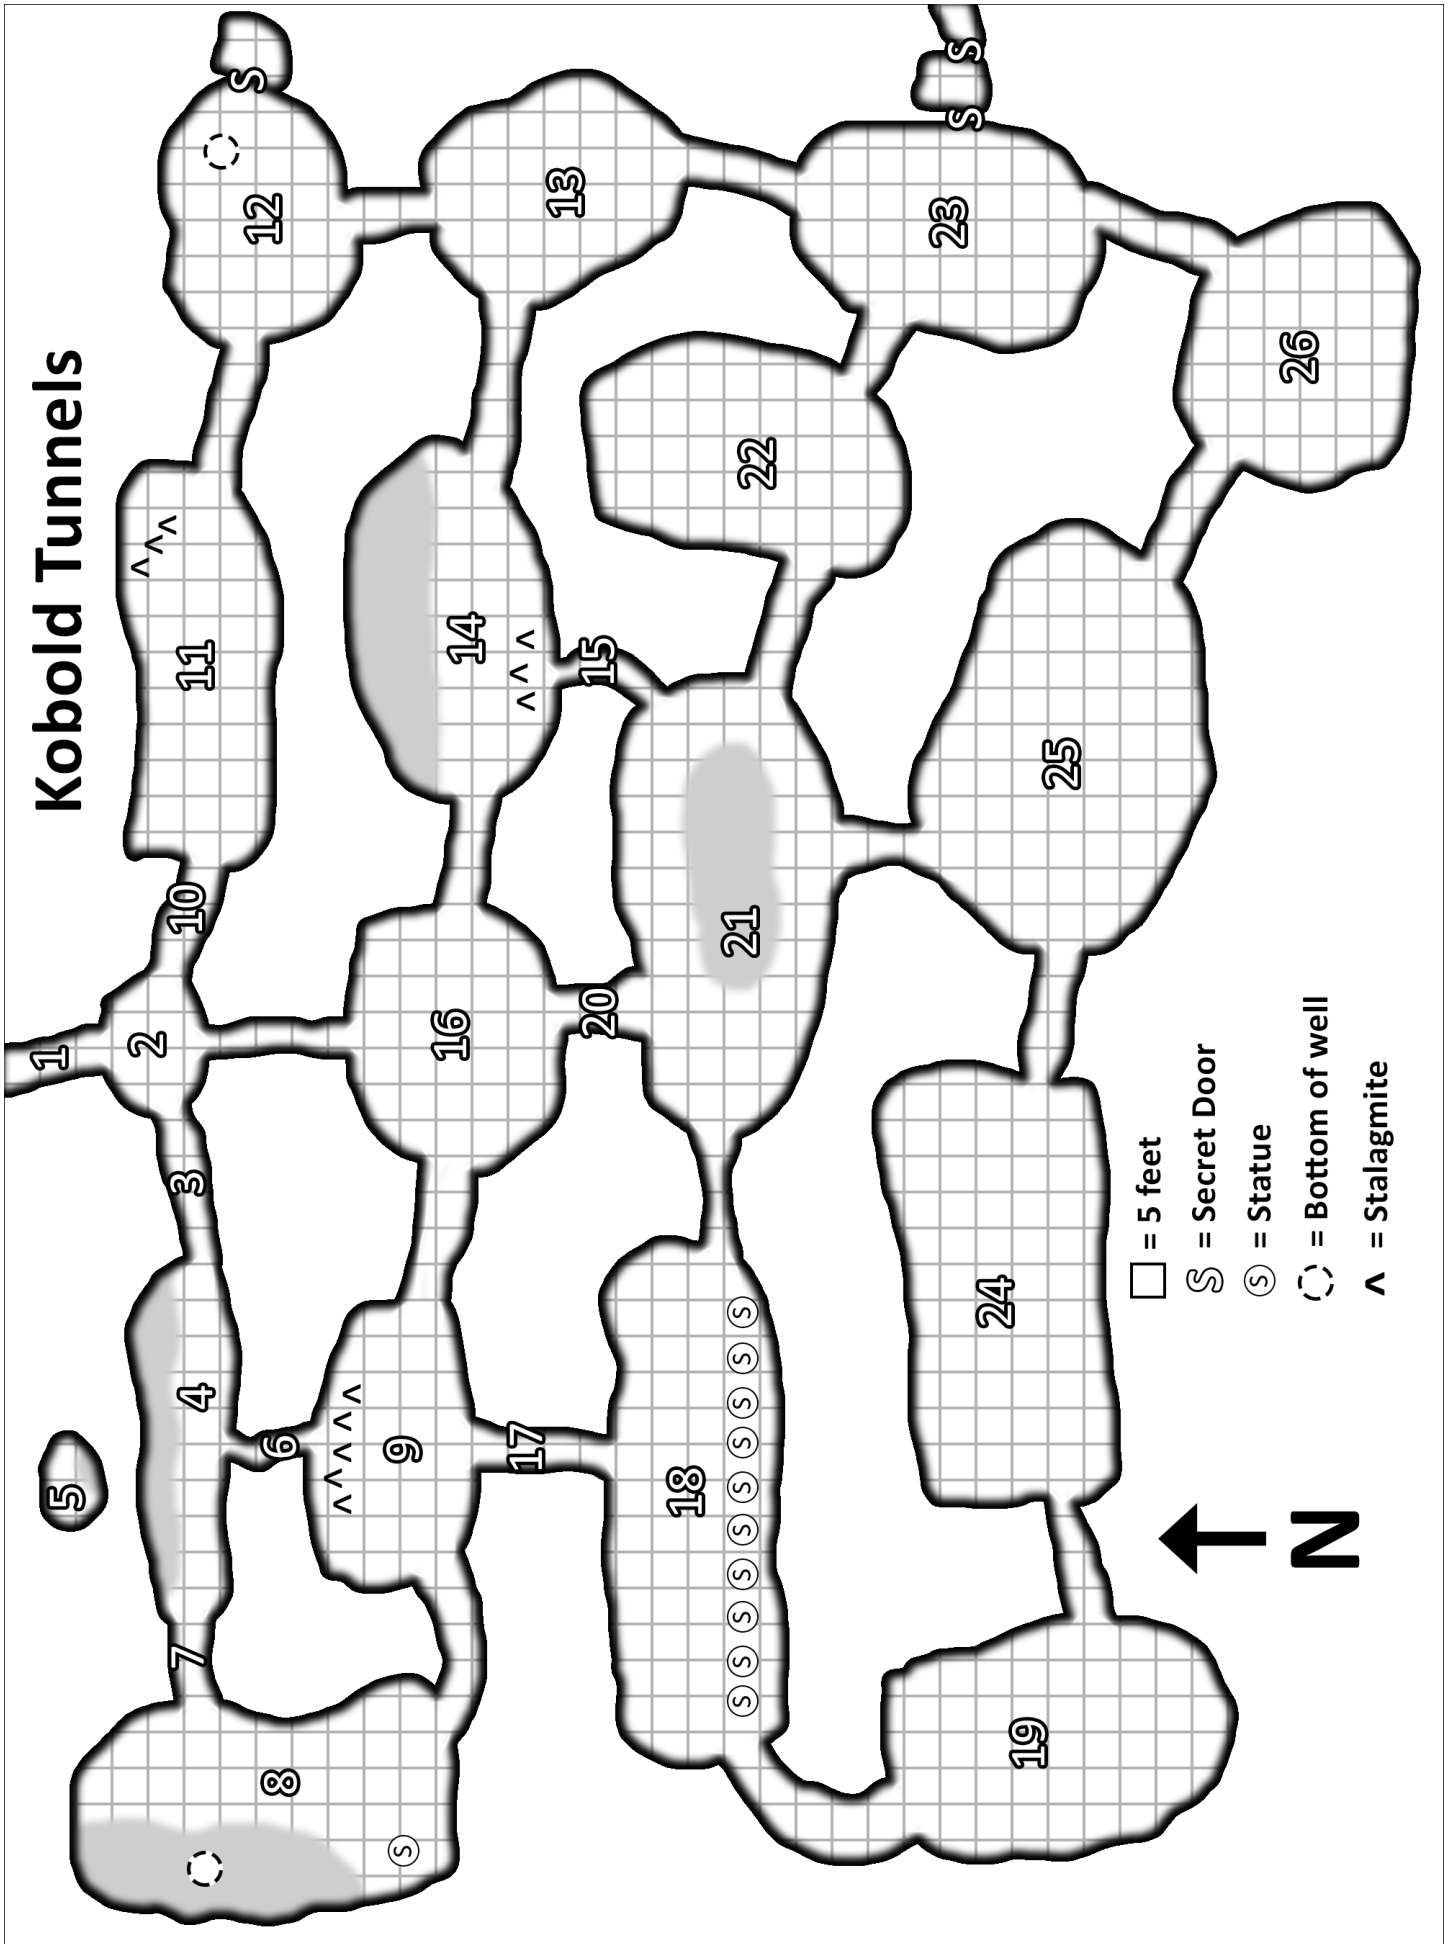 Kobold Tunnels
1
5
2
7
3
10
4
11
S
12
8
6
S
9
16
14
17
13
20
15
18
S S S S S S S S S S
21
22
23
S
S
24
19
25
26
= 5 feet
S = Secret Door
S = Statue
= Bottom of well
^ = Stalagmite
N